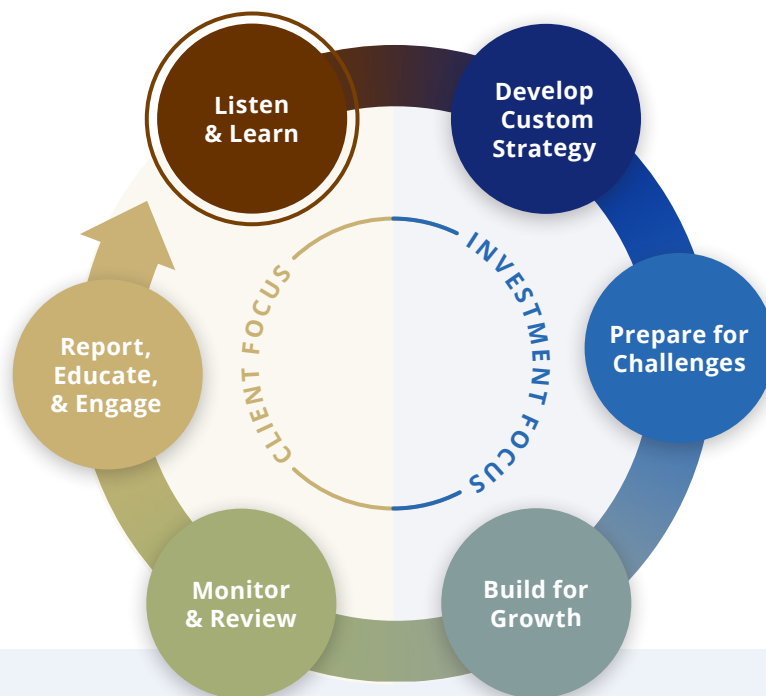 Listen
& Learn
Develop
Custom
Strategy
Prepare for
Challenges
Build for
Growth
Monitor
& Review
Report,
Educate,
& Engage
CLIENT FOCUS
INVESTMENT FOCUS